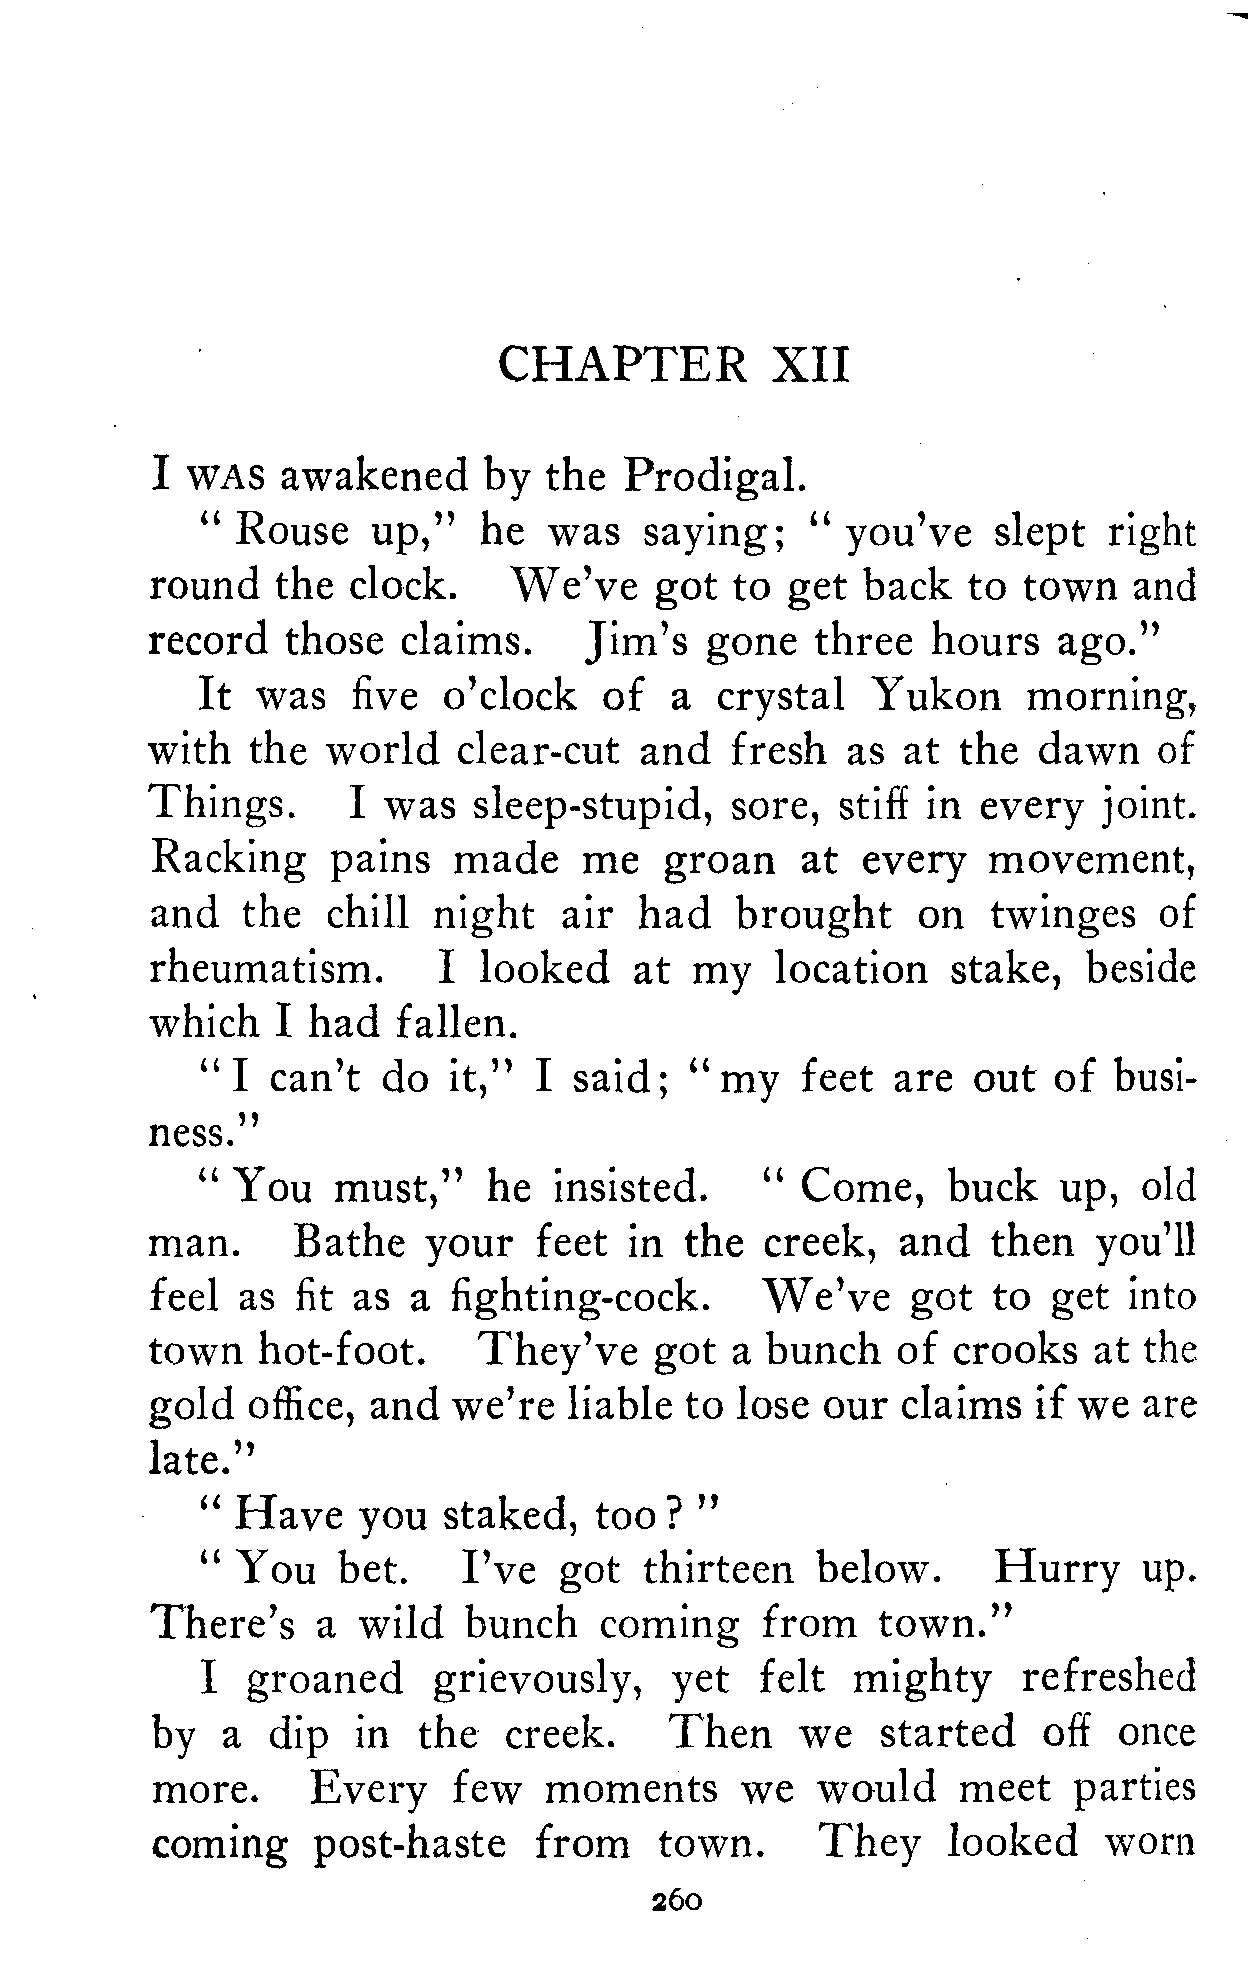 CHAPTER XII
I WAS awakened by the Prodigal.
" Rouse up," he was saying; " you've slept right
round the clock. We've got to get back to town and
record those claims. Jim's gone three hours ago."
It was five o'clock of a crystal Yukon morning,
with the world clear-cut and fresh as at the dawn of
Things. I was sleep-stupid, sore, stiff in every joint.
Racking pains made me groan at every movement,
and the chill night air had brought on twinges of
rheumatism. I looked at my location stake, beside
which I had fallen.
" I can't do it," I said; " my feet are out of busi-
ness."
" You must," he insisted. " Come, buck up, old
man. Bathe your feet in the creek, and then you'll
feel as fit as a fighting-cock. We've got to get into
town hot-foot. They've got a bunch of crooks at the
gold office, and we're liable to lose our claims if we are
late."
" Have you staked, too? "
" You bet. I've got thirteen below. Hurry up.
There's a wild bunch coming from town."
I groaned grievously, yet felt mighty refreshed
by a dip in the creek. Then we started off once
more. Every few moments we would meet parties
coming post-haste from town. They looked worn
260